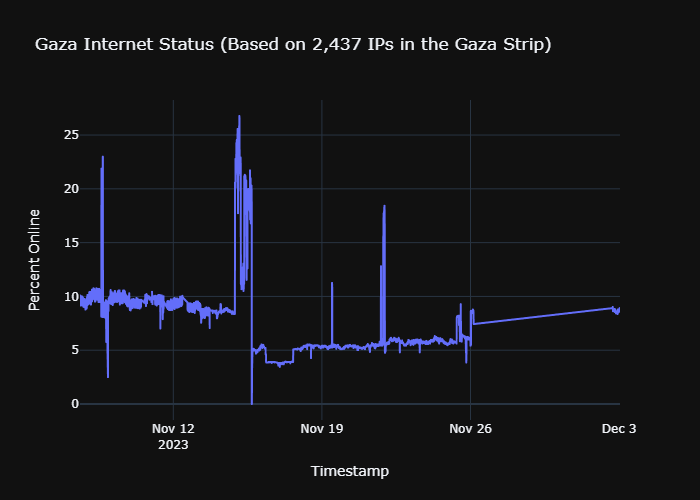 Gaza Internet Status (Based on 2,437 IPs in the Gaza Strip)
Percent Online
25
20
15
10
5
0
Nov 12
2023
Nov 19
Nov 26
Dec 3
Timestamp